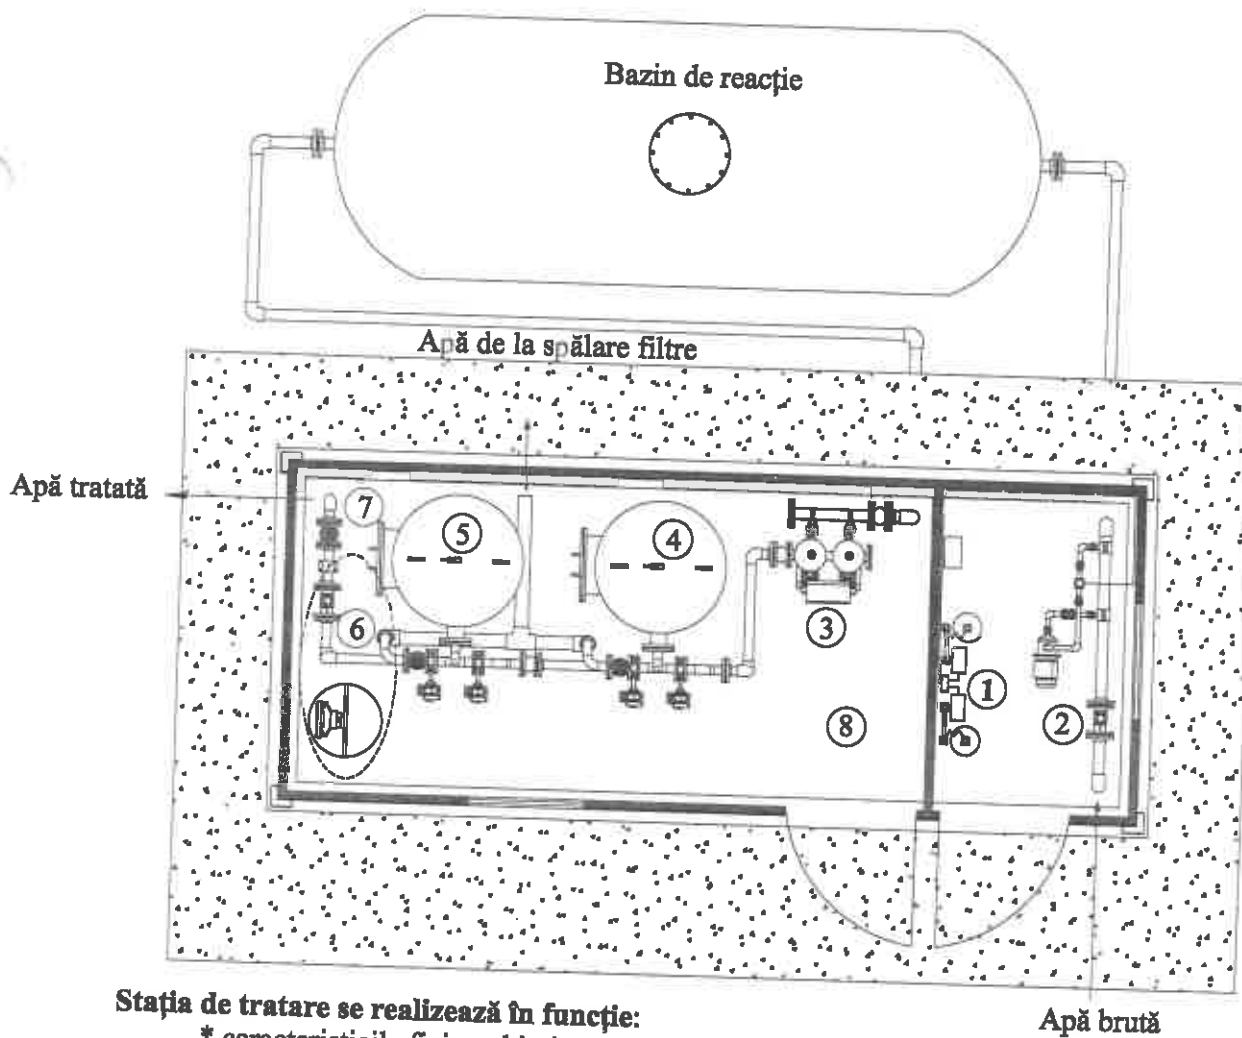 Bazin de reacție
Apă de la spălare filtre
Apă tratată
7
5
4
6
3
1
2
8
Stația de tratare se realizează în funcție:
Apă brută